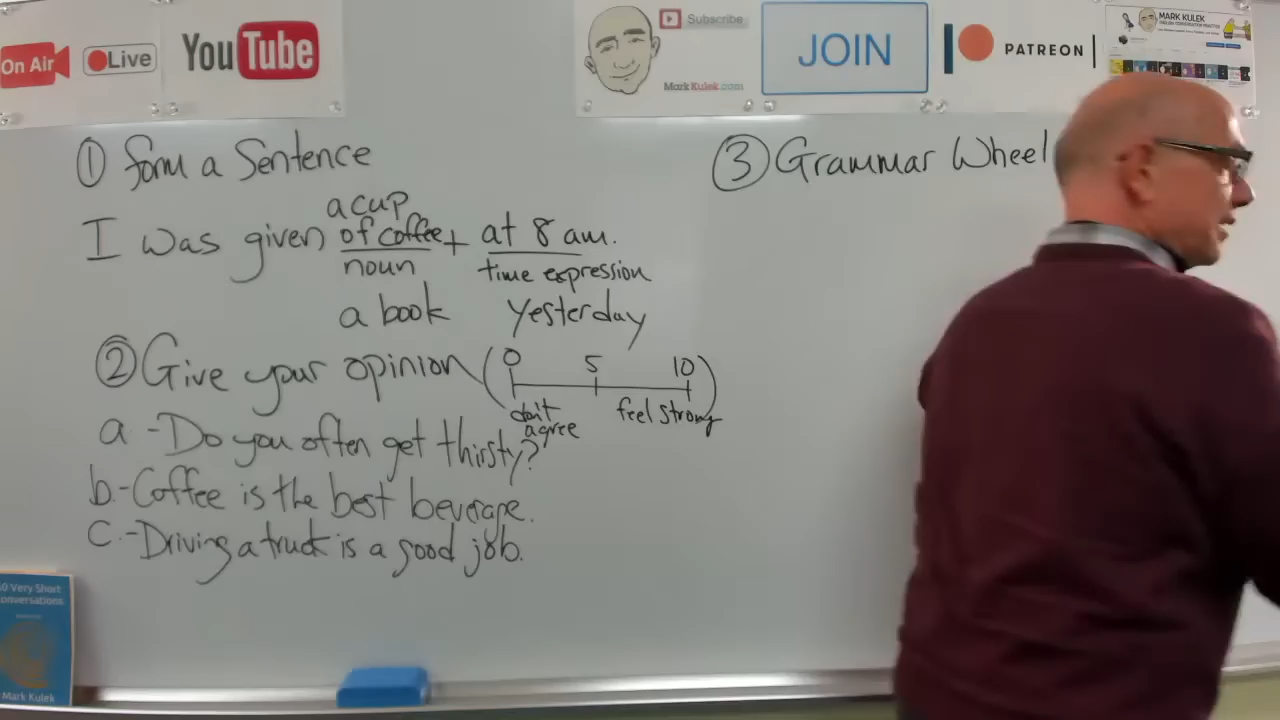 On Air
Live
YouTube
Subscribe
MarkKulek.com
JOIN
PATREON
MARK KULEK
① Form a Sentence
a cup
I was given of coffee + at 8 am.
noun time expression
a book yesterday
② Give your opinion (0 5 10)
don't agree feel strong
a - Do you often get thirsty?
b.- Coffee is the best beverage.
C.- Driving a truck is a good job.
③ Grammar Wheel
0 Very Short
onversations
Mark Kulek